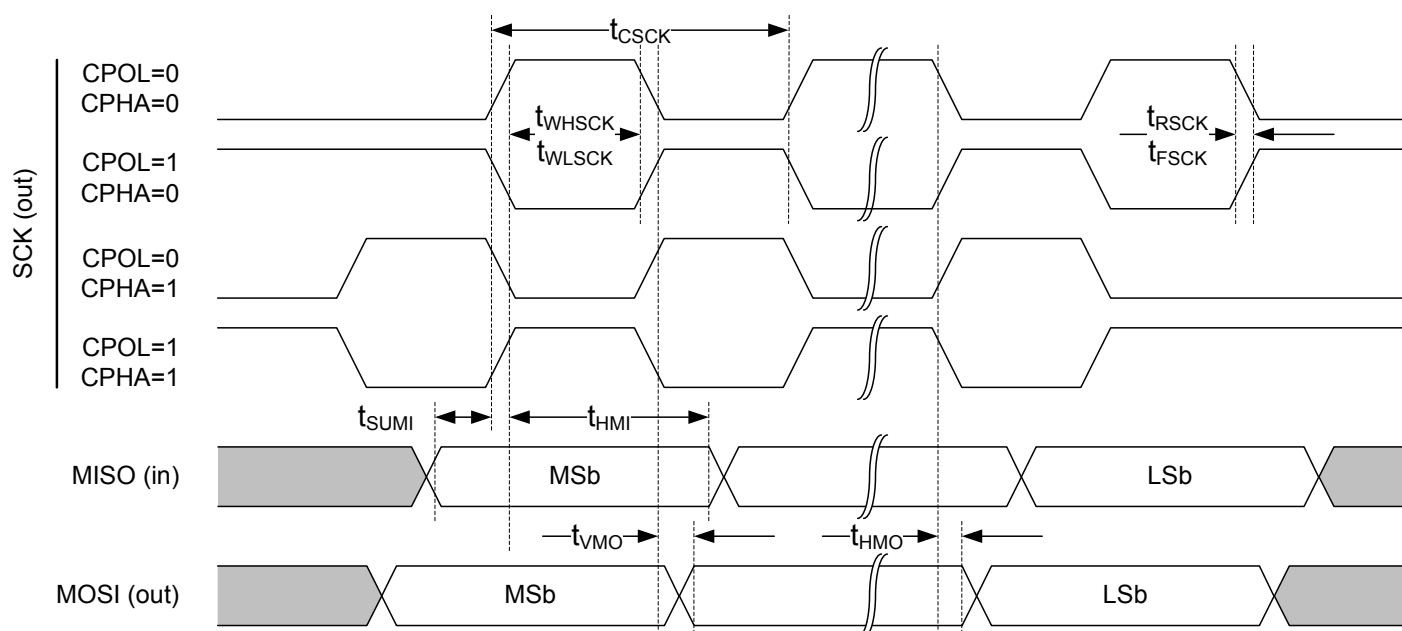 tCSCK
CPOL=0
CPHA=0
tWHSCK
tWLSCK
tRSCK
tFSCK
CPOL=1
CPHA=0
SCK (out)
CPOL=0
CPHA=1
CPOL=1
CPHA=1
tSUMI
tHMI
MISO (in)
MSb
LSb
tVMO
tHMO
MOSI (out)
MSb
LSb